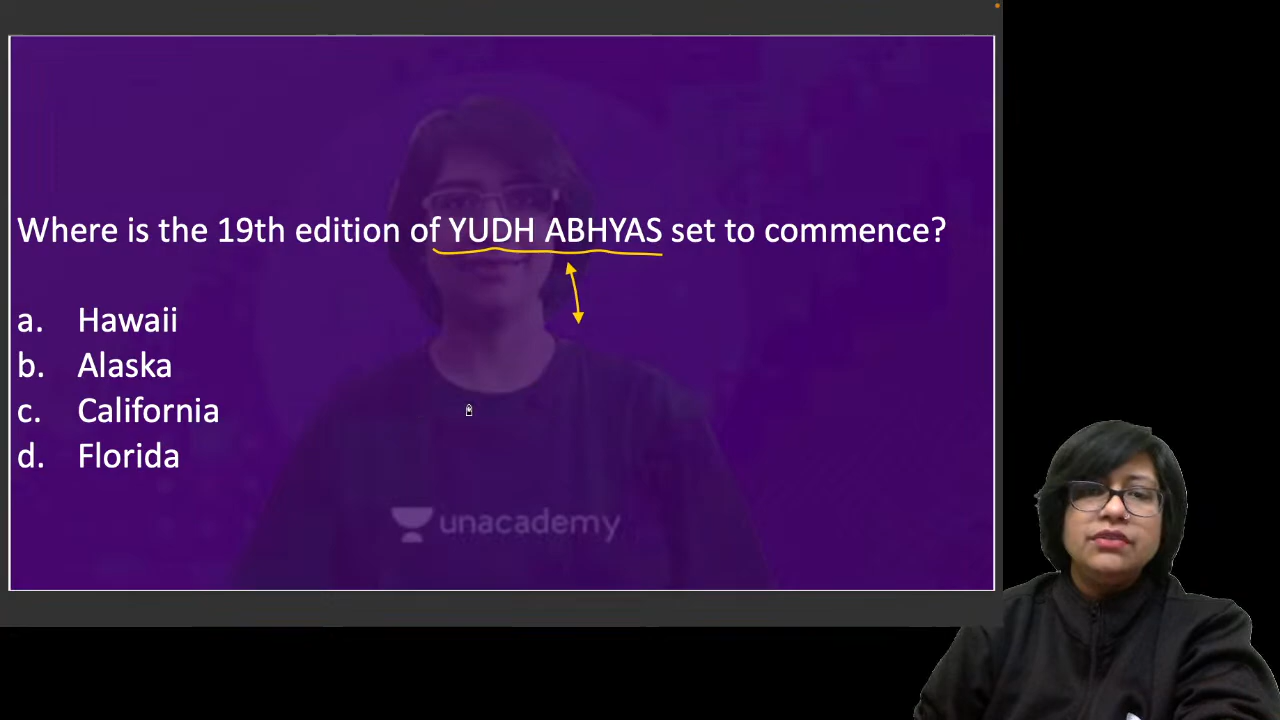 Where is the 19th edition of YUDH ABHYAS set to commence?
a. Hawaii
b. Alaska
c. California
d. Florida
unacademy